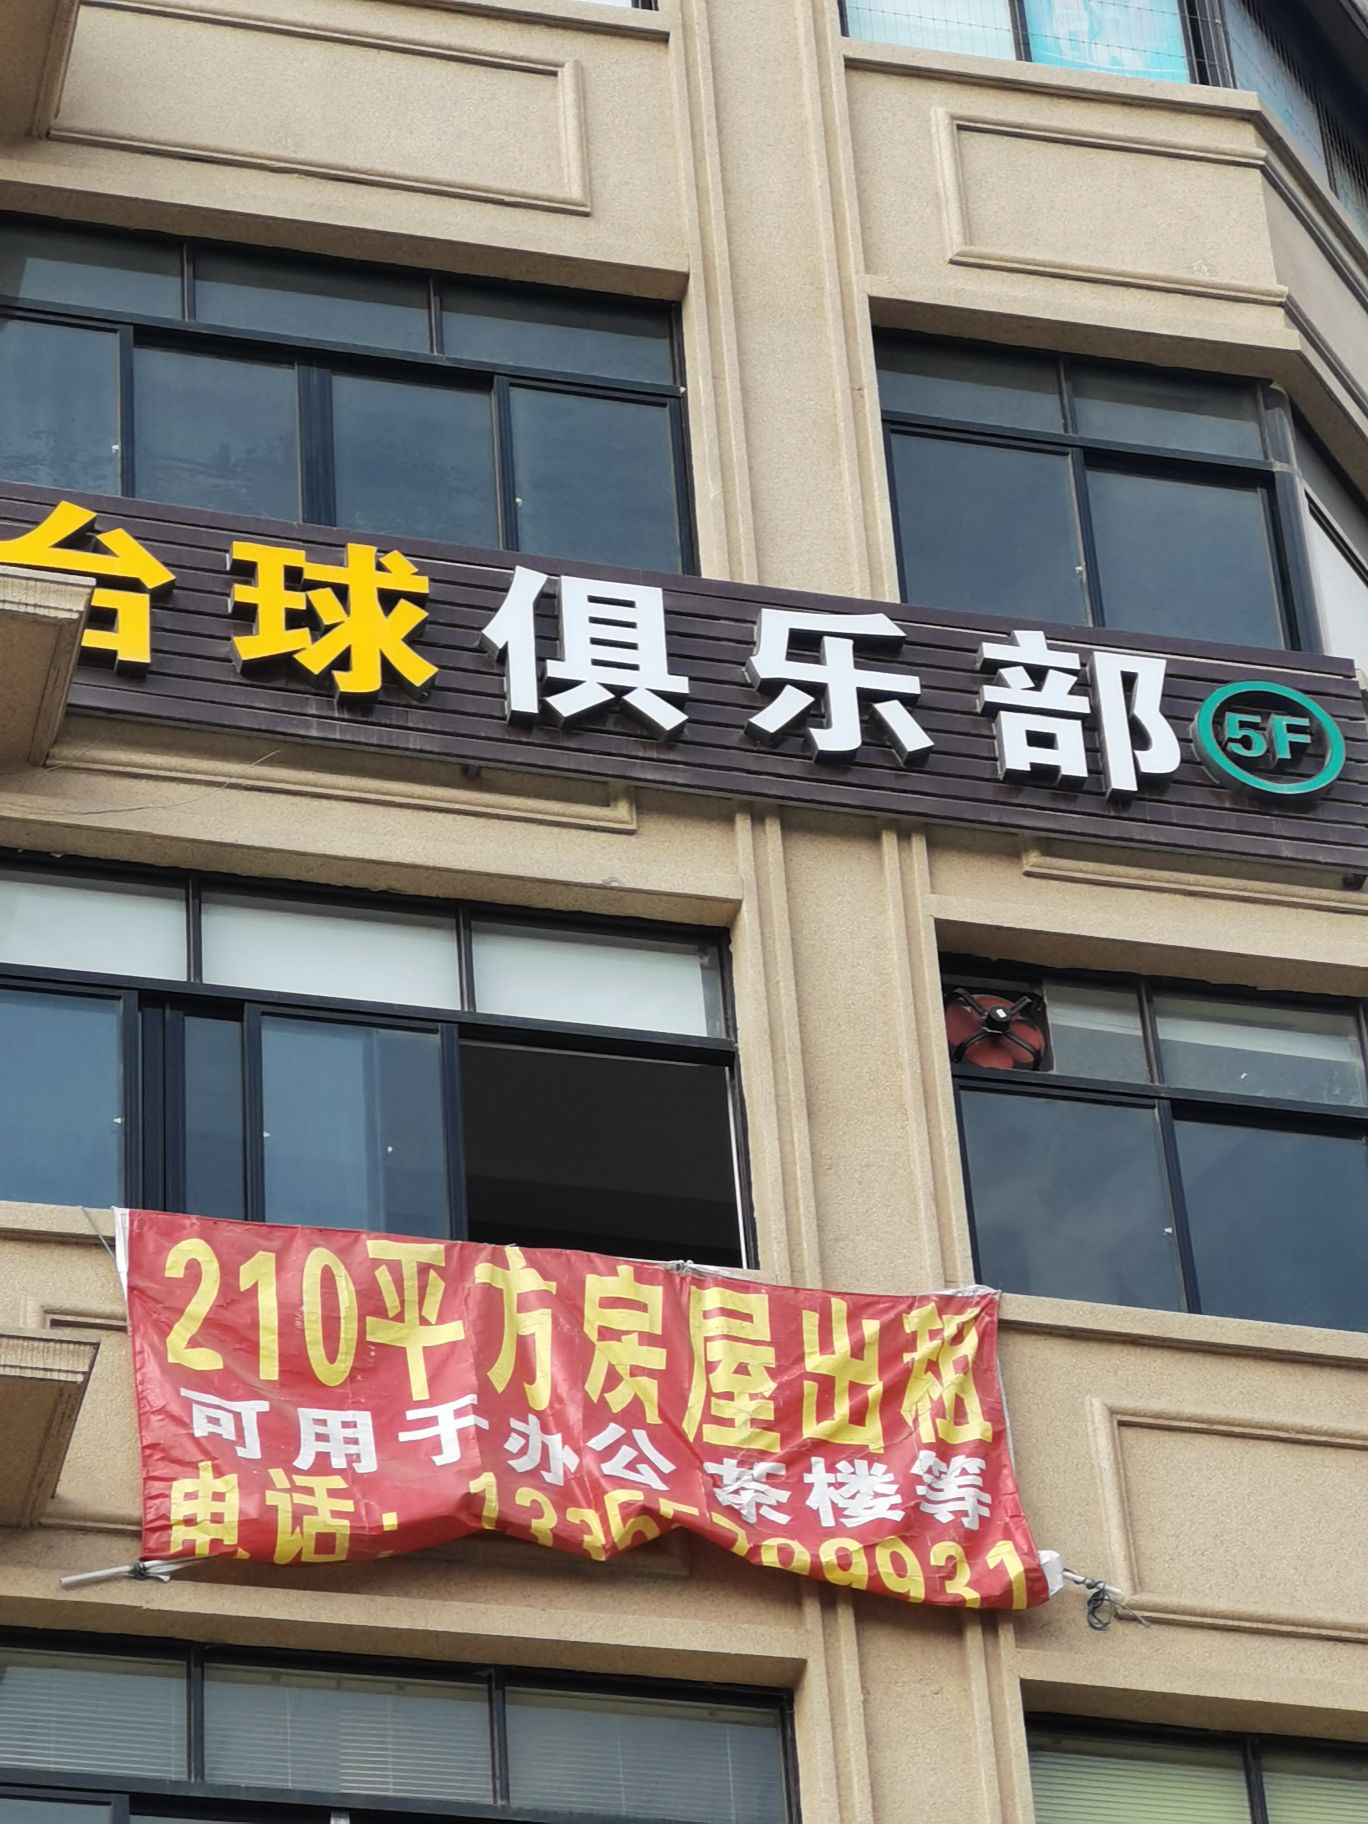 台球俱乐部 5F
210平方房屋出租
可用于办公茶楼等
电话: